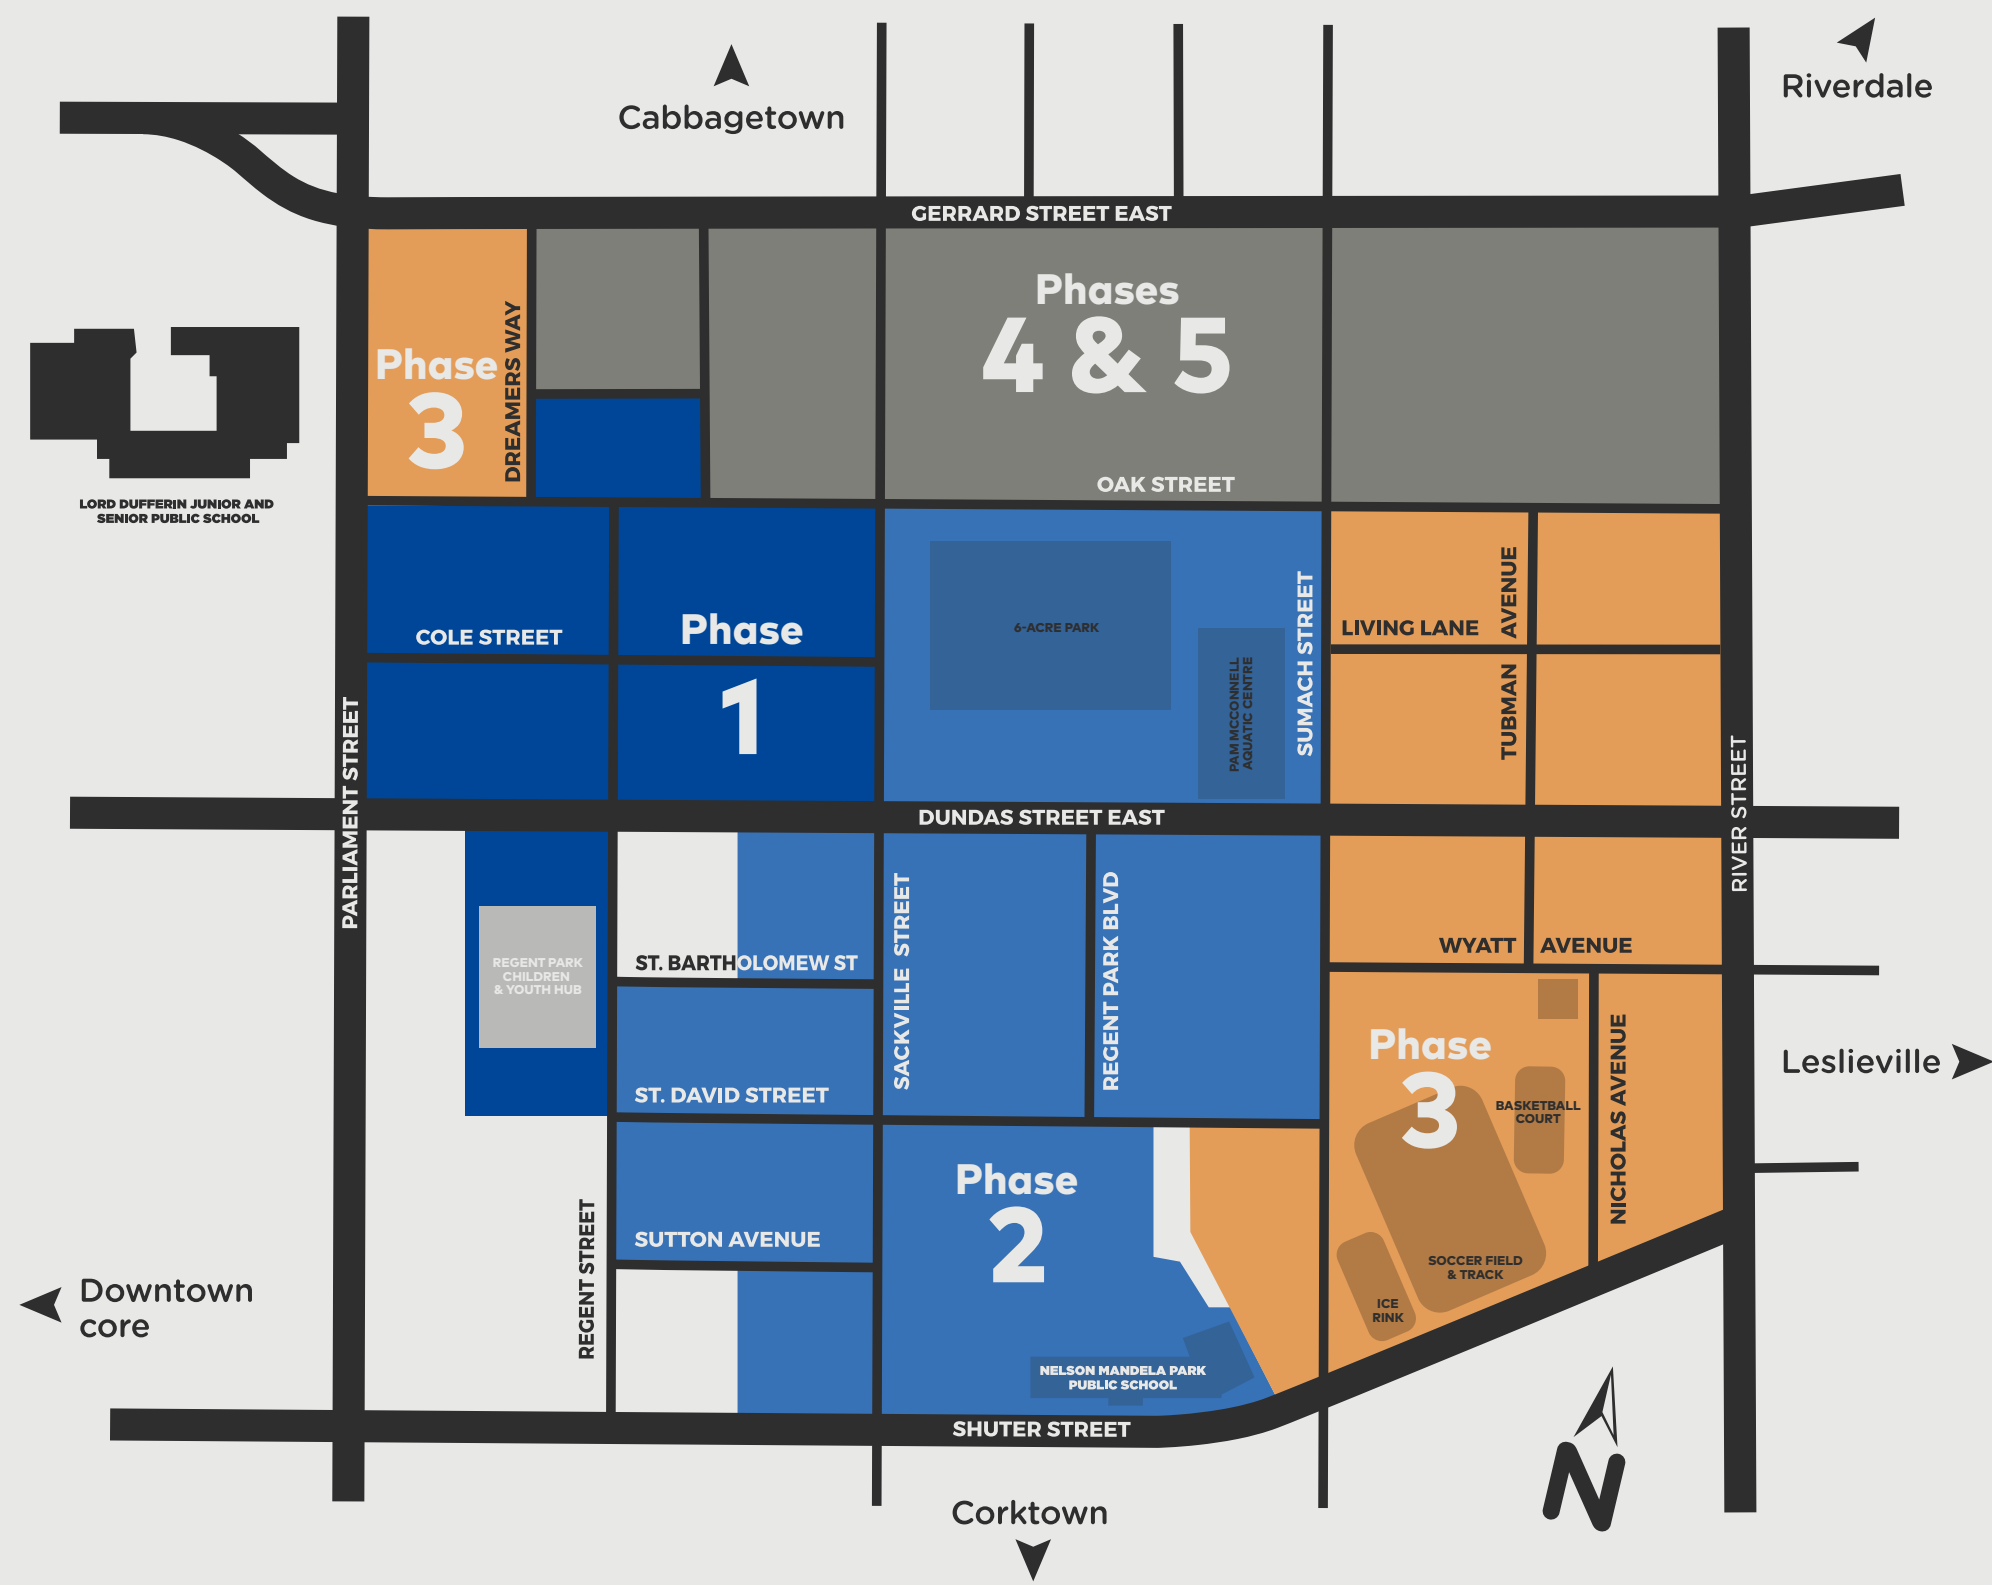 Riverdale
Cabbagetown
GERRARD STREET EAST
Phases
4 & 5
Phase
3
DREAMERS WAY
OAK STREET
LORD DUFFERIN JUNIOR AND
SENIOR PUBLIC SCHOOL
COLE STREET
Phase
1
6-ACRE PARK
PAM MCCONNELL
AQUATIC CENTRE
SUMACH STREET
LIVING LANE
TUBMAN AVENUE
PARLIAMENT STREET
RIVER STREET
DUNDAS STREET EAST
REGENT PARK
CHILDREN
& YOUTH HUB
ST. BARTHOLOMEW ST
SACKVILLE STREET
REGENT PARK BLVD
WYATT AVENUE
ST. DAVID STREET
Phase
3
BASKETBALL
COURT
NICHOLAS AVENUE
Leslieville
Phase
2
SUTTON AVENUE
REGENT STREET
SOCCER FIELD
& TRACK
ICE
RINK
Downtown
core
NELSON MANDELA PARK
PUBLIC SCHOOL
SHUTER STREET
N
Corktown